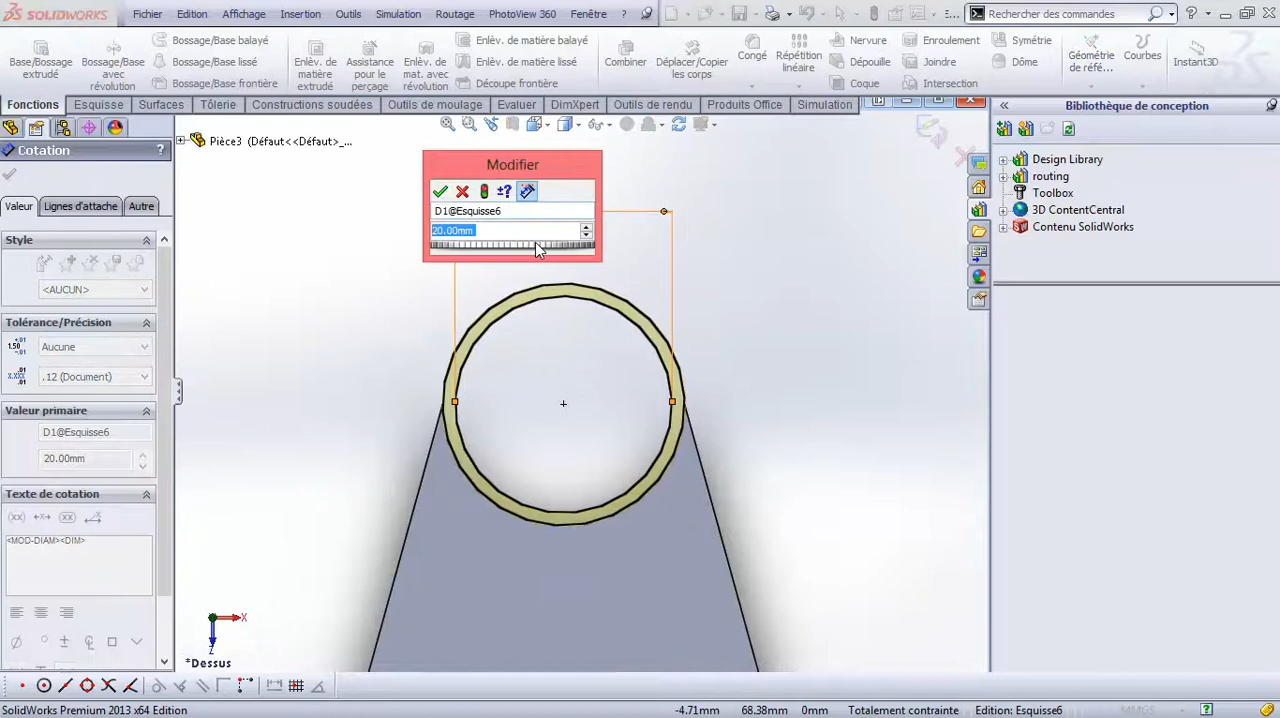 SOLIDWORKS Fichier Edition Affichage Insertion Outils Simulation Routage PhotoView 360 Fenêtre ? E... Rechercher des commandes ?
Base/Bossage extrudé
Bossage/Base avec révolution
Bossage/Base balayé
Bossage/Base lissé
Bossage/Base frontière
Enlèv. de matière extrudé
Assistance pour le perçage
Enlèv. de mat. avec révolution
Enlèv. de matière balayé
Enlèv. de matière lissé
Découpe frontière
Combiner
Déplacer/Copier les corps
Congé
Répétition linéaire
Nervure
Dépouille
Coque
Enroulement
Joindre
Intersection
Symétrie
Dôme
Géométrie de réfé...
Courbes
Instant3D
Fonctions Esquisse Surfaces Tôlerie Constructions soudées Outils de moulage Evaluer DimXpert Outils de rendu Produits Office Simulation
Bibliothèque de conception
Design Library
routing
Toolbox
3D ContentCentral
Contenu SolidWorks
Pièce3 (Défaut<<Défaut>_...
Cotation ?
Valeur Lignes d'attache Autre
Style
<AUCUN>
Tolérance/Précision
Aucune
.12 (Document)
Valeur primaire
D1@Esquisse6
20.00mm
Texte de cotation
<MOD-DIAM><DIM>
Modifier
±?
D1@Esquisse6
20.00mm
X
Z
*Dessus
SolidWorks Premium 2013 x64 Edition -4.71mm 68.38mm 0mm Totalement contrainte Edition: Esquisse6 MMGS ?